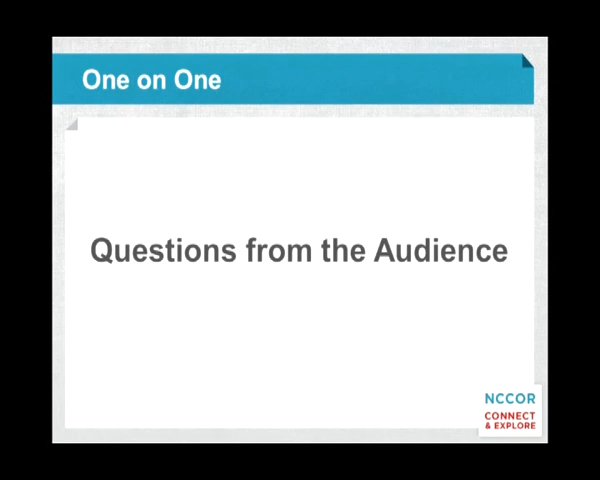 One on One
Questions from the Audience
NCCOR
CONNECT
& EXPLORE